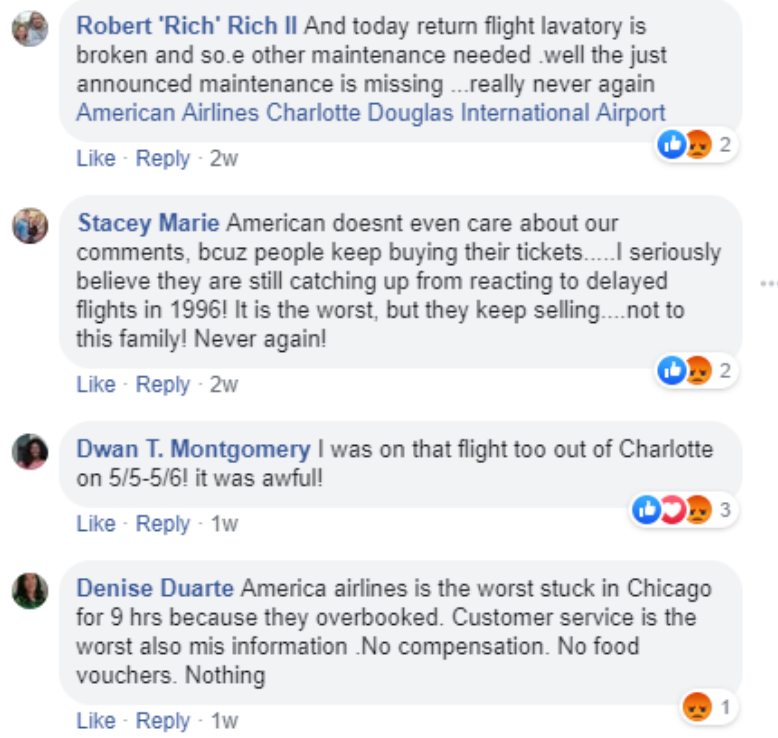 Robert 'Rich' Rich II And today return flight lavatory is
broken and so.e other maintenance needed .well the just
announced maintenance is missing ...really never again
American Airlines Charlotte Douglas International Airport
2
Like · Reply · 2w
Stacey Marie American doesnt even care about our
comments, bcuz people keep buying their tickets.....I seriously
believe they are still catching up from reacting to delayed
flights in 1996! It is the worst, but they keep selling....not to
this family! Never again!
2
Like · Reply · 2w
Dwan T. Montgomery I was on that flight too out of Charlotte
on 5/5-5/6! it was awful!
3
Like · Reply · 1w
Denise Duarte America airlines is the worst stuck in Chicago
for 9 hrs because they overbooked. Customer service is the
worst also mis information .No compensation. No food
vouchers. Nothing
1
Like · Reply · 1w